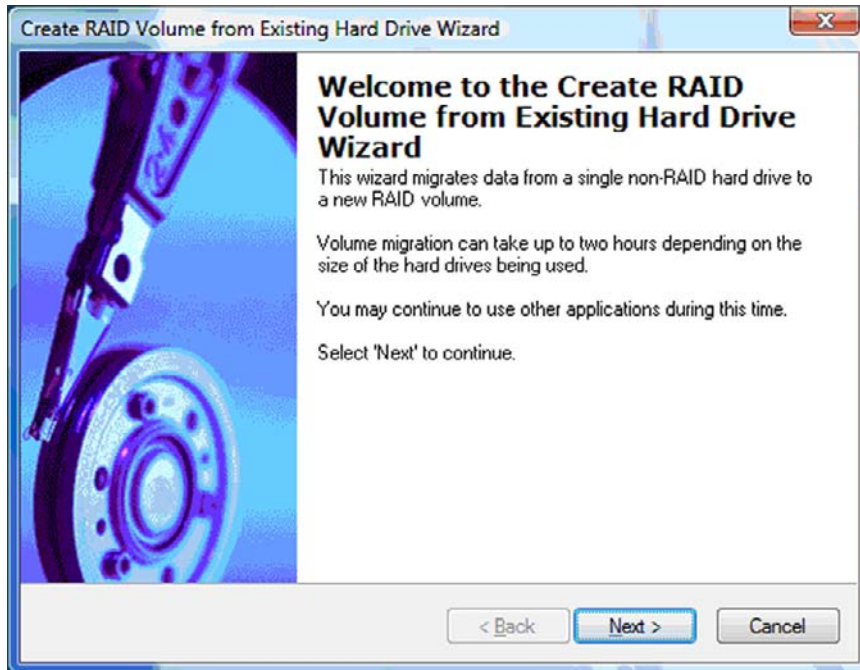 Create RAID Volume from Existing Hard Drive Wizard
Welcome to the Create RAID
Volume from Existing Hard Drive
Wizard
This wizard migrates data from a single non-RAID hard drive to
a new RAID volume.
Volume migration can take up to two hours depending on the
size of the hard drives being used.
You may continue to use other applications during this time.
Select 'Next' to continue.
< Back
Next >
Cancel